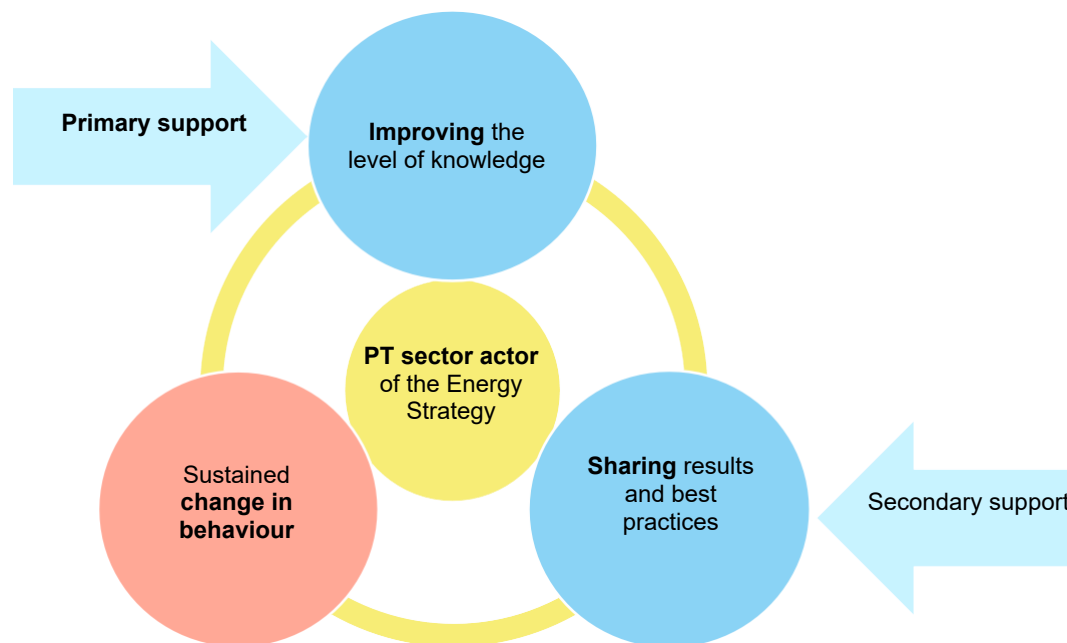 Primary support
Improving the
level of knowledge
PT sector actor
of the Energy
Strategy
Sustained
change in
behaviour
Sharing results
and best
practices
Secondary support